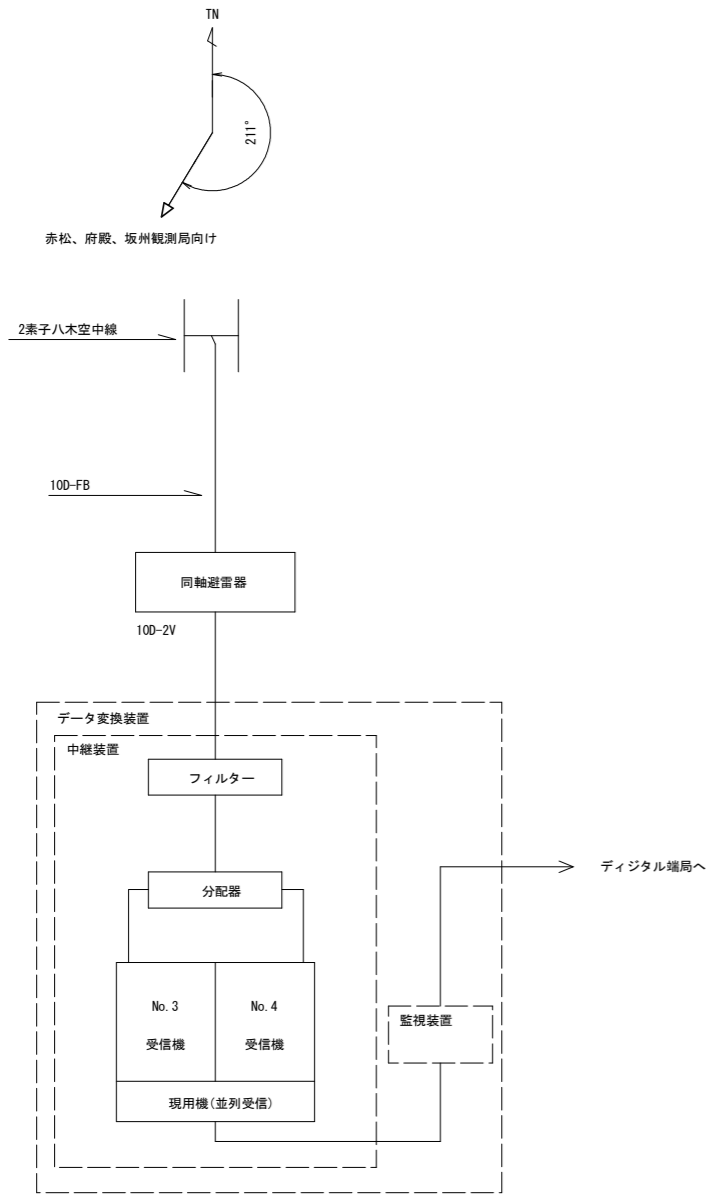 TN
211°
赤松、府殿、坂州観測局向け
2素子八木空中線
10D-FB
同軸避雷器
10D-2V
データ変換装置
中継装置
フィルター
ディジタル端局へ
分配器
No.3
No.4
監視装置
受信機
受信機
現用機(並列受信)